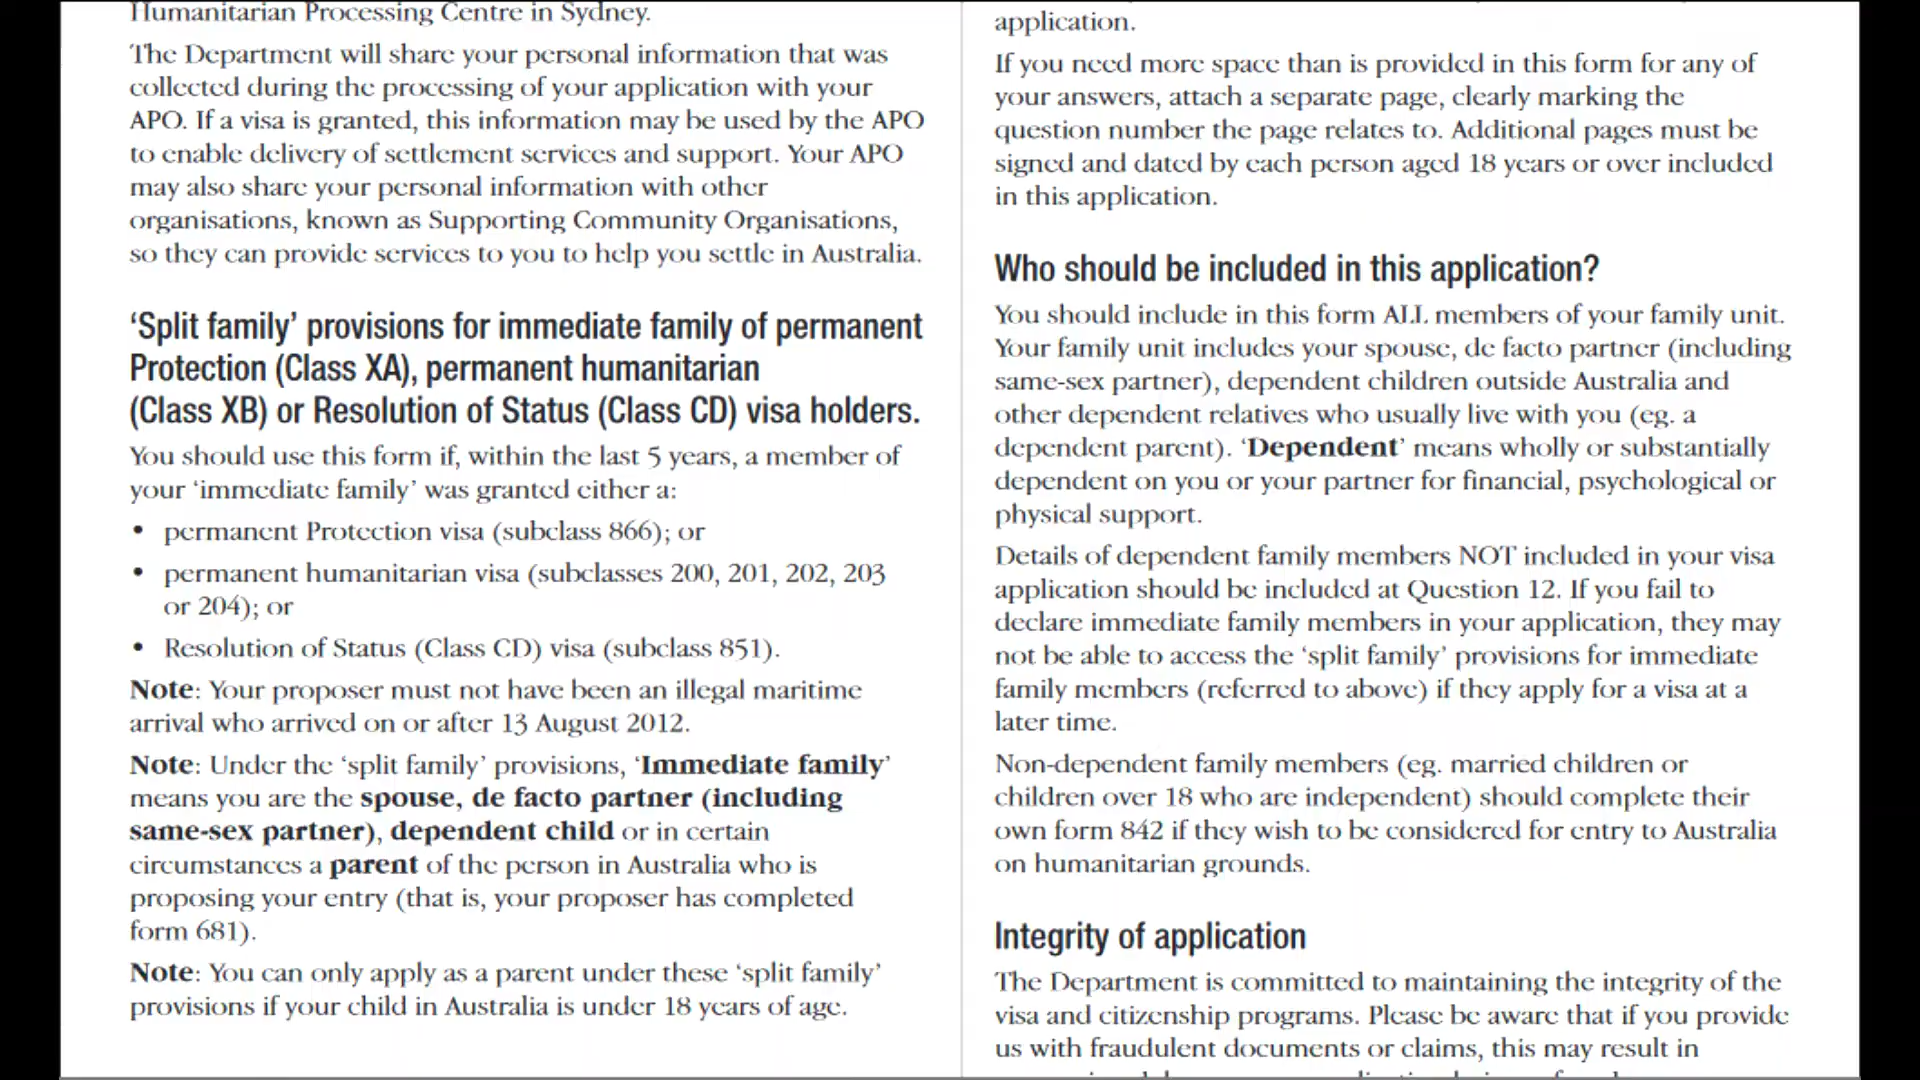 Humanitarian Processing Centre in Sydney.
The Department will share your personal information that was
collected during the processing of your application with your
APO. If a visa is granted, this information may be used by the APO
to enable delivery of settlement services and support. Your APO
may also share your personal information with other
organisations, known as Supporting Community Organisations,
so they can provide services to you to help you settle in Australia.
‘Split family’ provisions for immediate family of permanent
Protection (Class XA), permanent humanitarian
(Class XB) or Resolution of Status (Class CD) visa holders.
You should use this form if, within the last 5 years, a member of
your ‘immediate family’ was granted either a:
• permanent Protection visa (subclass 866); or
• permanent humanitarian visa (subclasses 200, 201, 202, 203
or 204); or
• Resolution of Status (Class CD) visa (subclass 851).
Note: Your proposer must not have been an illegal maritime
arrival who arrived on or after 13 August 2012.
Note: Under the ‘split family’ provisions, ‘Immediate family’
means you are the spouse, de facto partner (including
same-sex partner), dependent child or in certain
circumstances a parent of the person in Australia who is
proposing your entry (that is, your proposer has completed
form 681).
Note: You can only apply as a parent under these ‘split family’
provisions if your child in Australia is under 18 years of age.
application.
If you need more space than is provided in this form for any of
your answers, attach a separate page, clearly marking the
question number the page relates to. Additional pages must be
signed and dated by each person aged 18 years or over included
in this application.
Who should be included in this application?
You should include in this form ALL members of your family unit.
Your family unit includes your spouse, de facto partner (including
same-sex partner), dependent children outside Australia and
other dependent relatives who usually live with you (eg. a
dependent parent). ‘Dependent’ means wholly or substantially
dependent on you or your partner for financial, psychological or
physical support.
Details of dependent family members NOT included in your visa
application should be included at Question 12. If you fail to
declare immediate family members in your application, they may
not be able to access the ‘split family’ provisions for immediate
family members (referred to above) if they apply for a visa at a
later time.
Non-dependent family members (eg. married children or
children over 18 who are independent) should complete their
own form 842 if they wish to be considered for entry to Australia
on humanitarian grounds.
Integrity of application
The Department is committed to maintaining the integrity of the
visa and citizenship programs. Please be aware that if you provide
us with fraudulent documents or claims, this may result in